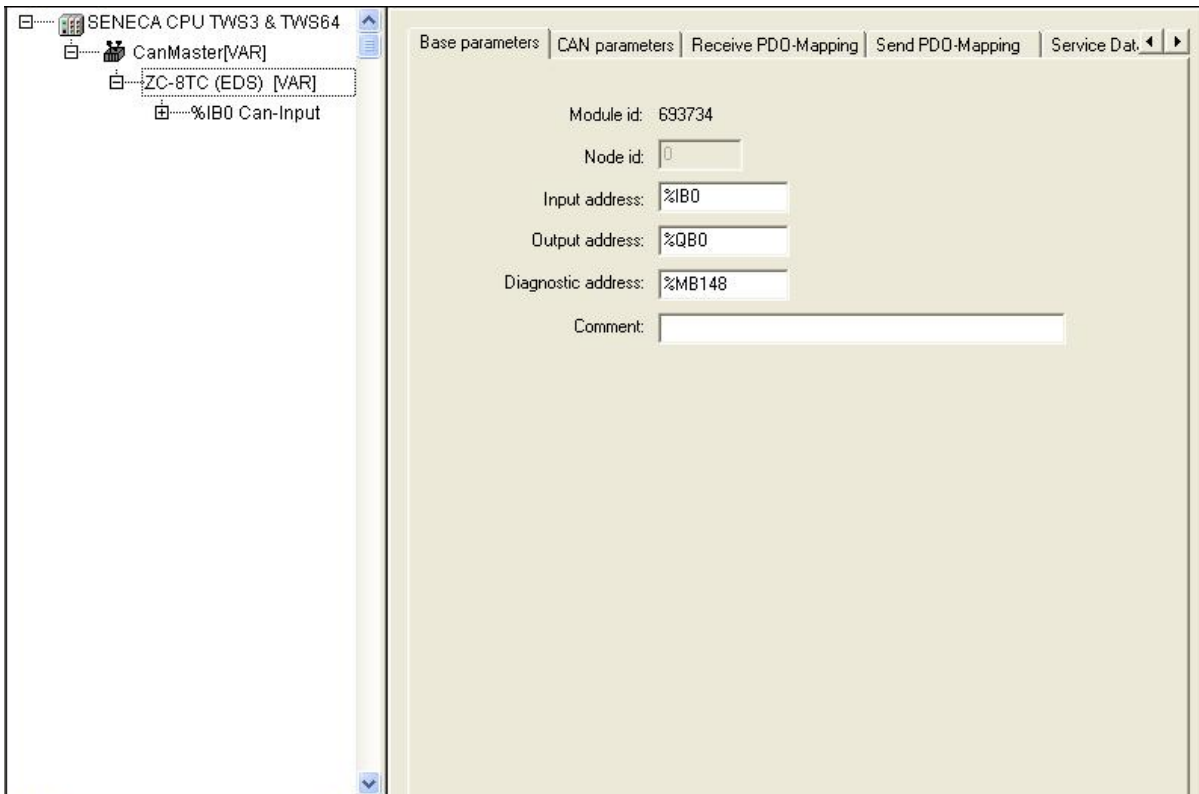 SENECA CPU TWS3 & TWS64
CanMaster[VAR]
ZC-8TC (EDS) [VAR]
%IB0 Can-Input
Base parameters CAN parameters Receive PDO-Mapping Send PDO-Mapping Service Dat
Module id: 693734
Node id: 0
Input address: %IB0
Output address: %QB0
Diagnostic address: %MB148
Comment: